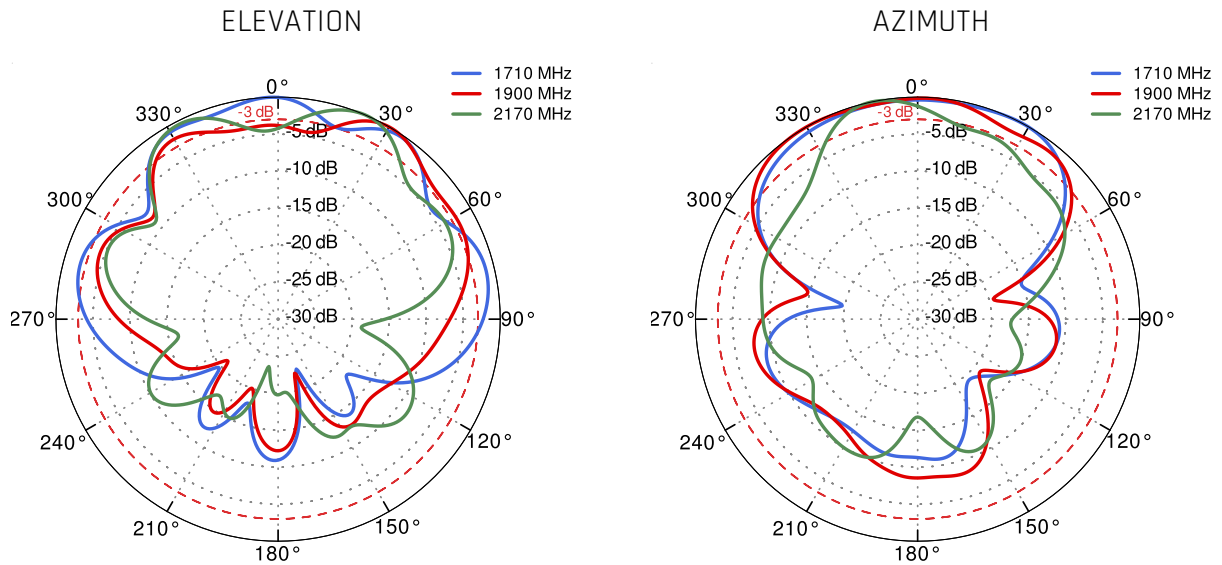 ELEVATION
1710 MHz
1900 MHz
2170 MHz
0°
330°
30°
-3 dB
-5 dB
-10 dB
300°
60°
-15 dB
-20 dB
-25 dB
-30 dB
270°
90°
240°
120°
210°
150°
180°
AZIMUTH
1710 MHz
1900 MHz
2170 MHz
0°
330°
30°
-3 dB
-5 dB
-10 dB
300°
60°
-15 dB
-20 dB
-25 dB
-30 dB
270°
90°
240°
120°
210°
150°
180°